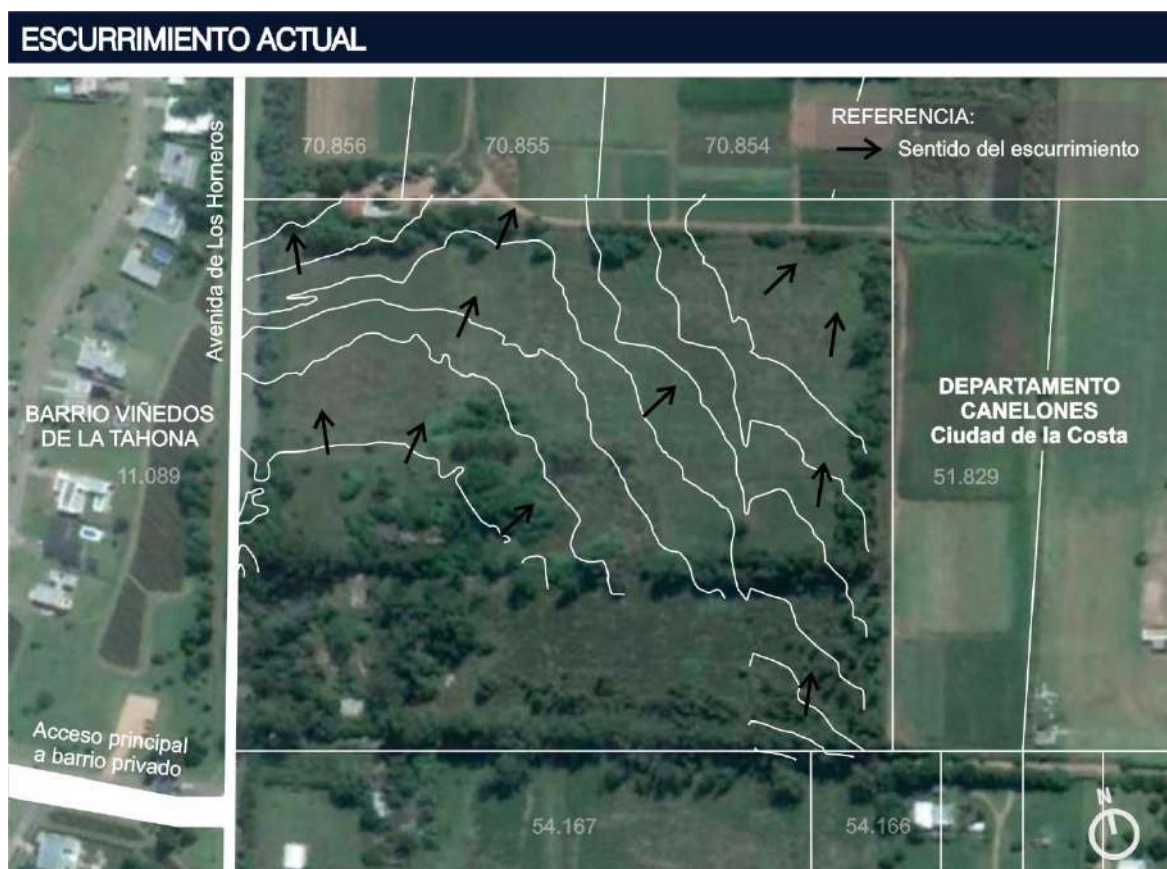 ESCURRIMIENTO ACTUAL
REFERENCIA:
Sentido del escurrimiento
70.856
70.855
70.854
Avenida de Los Horneros
BARRIO VIÑEDOS
DE LA TAHONA
11.089
DEPARTAMENTO
CANELONES
Ciudad de la Costa
51.829
Acceso principal
a barrio privado
54.167
54.166
N